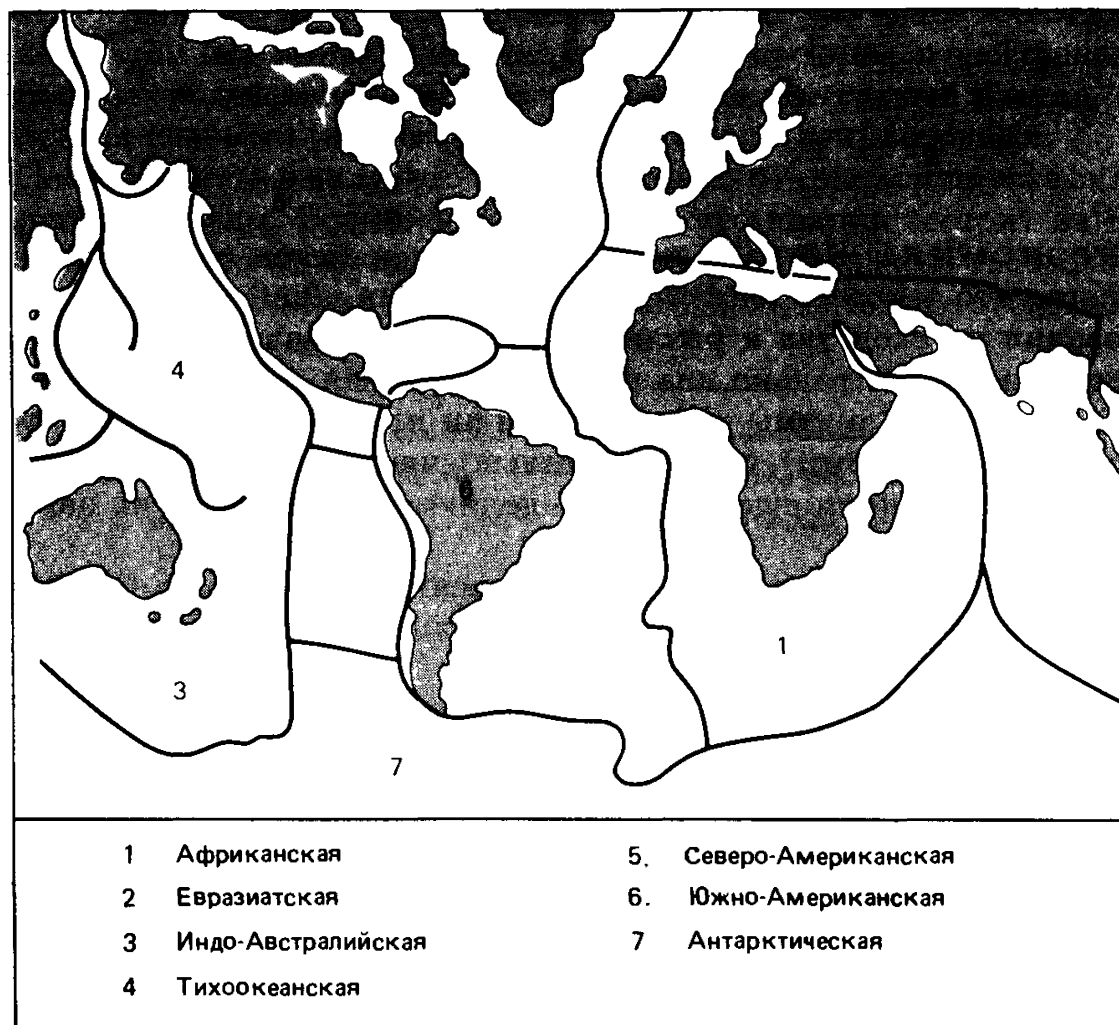 4
6
1
3
7
1 Африканская
2 Евразиатская
3 Индо-Австралийская
4 Тихоокеанская
5. Северо-Американская
6. Южно-Американская
7 Антарктическая